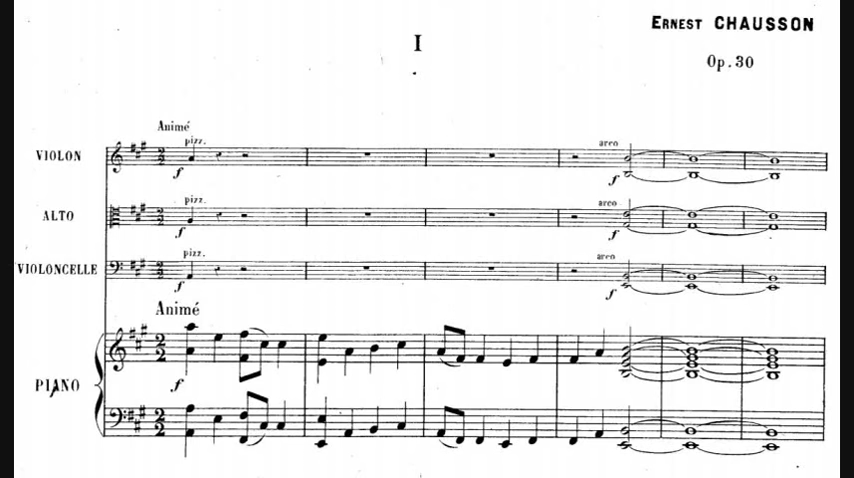 ERNEST CHAUSSON
I
Op. 30
Animé
pizz.
arco
VIOLON
f
f
pizz.
arco
ALTO
f
f
pizz.
arco
VIOLONCELLE
f
f
Animé
PIANO
f